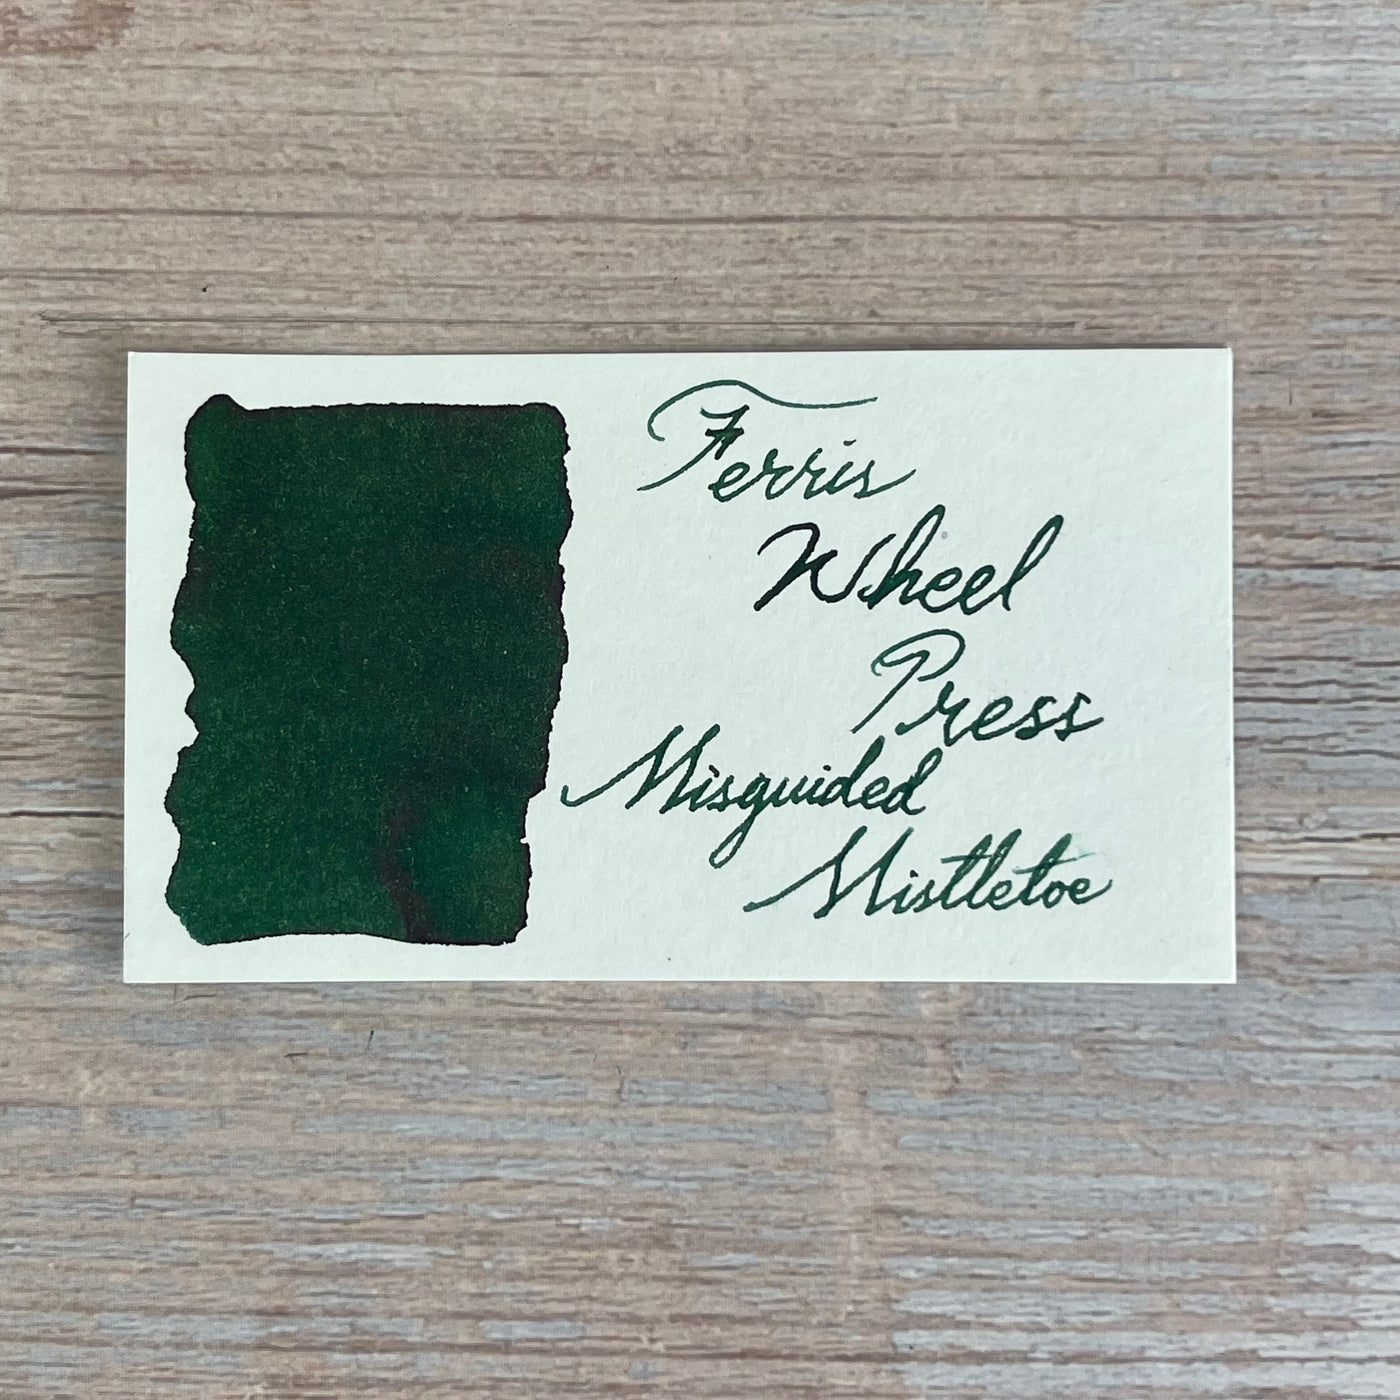 Ferris
Wheel
Press
Misguided
Mistletoe